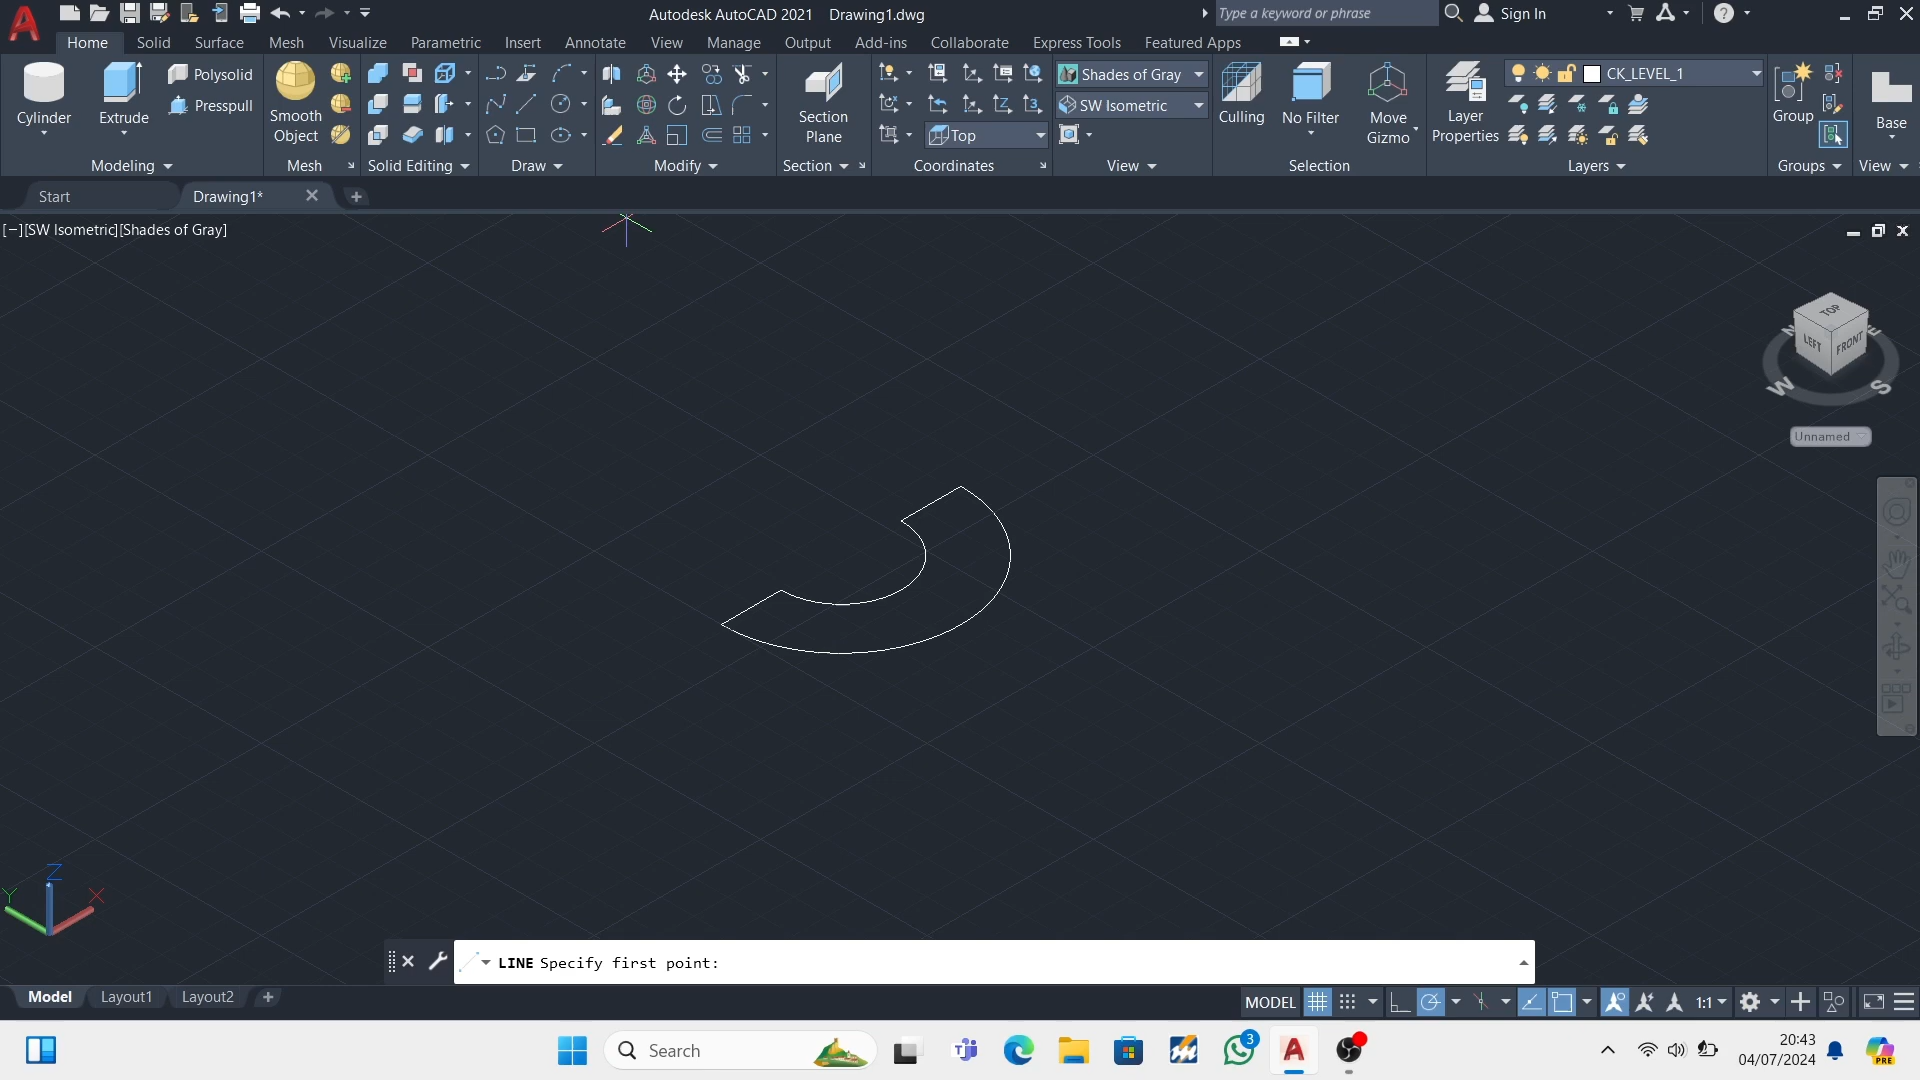 Autodesk AutoCAD 2021 Drawing1.dwg
Type a keyword or phrase
Sign In
Home Solid Surface Mesh Visualize Parametric Insert Annotate View Manage Output Add-ins Collaborate Express Tools Featured Apps
Polysolid
Presspull
Cylinder
Extrude
Smooth
Object
Section
Plane
Top
Shades of Gray
SW Isometric
Culling
No Filter
Move
Gizmo
Layer
Properties
CK_LEVEL_1
Group
Base
Modeling Mesh Solid Editing Draw Modify Section Coordinates View Selection Layers Groups View
Start Drawing1*
[−][SW Isometric][Shades of Gray]
TOP
LEFT FRONT
N E
W S
Unnamed
Z
Y X
LINE Specify first point:
Model Layout1 Layout2
MODEL 1:1
Search
3
20:43
04/07/2024
PRE